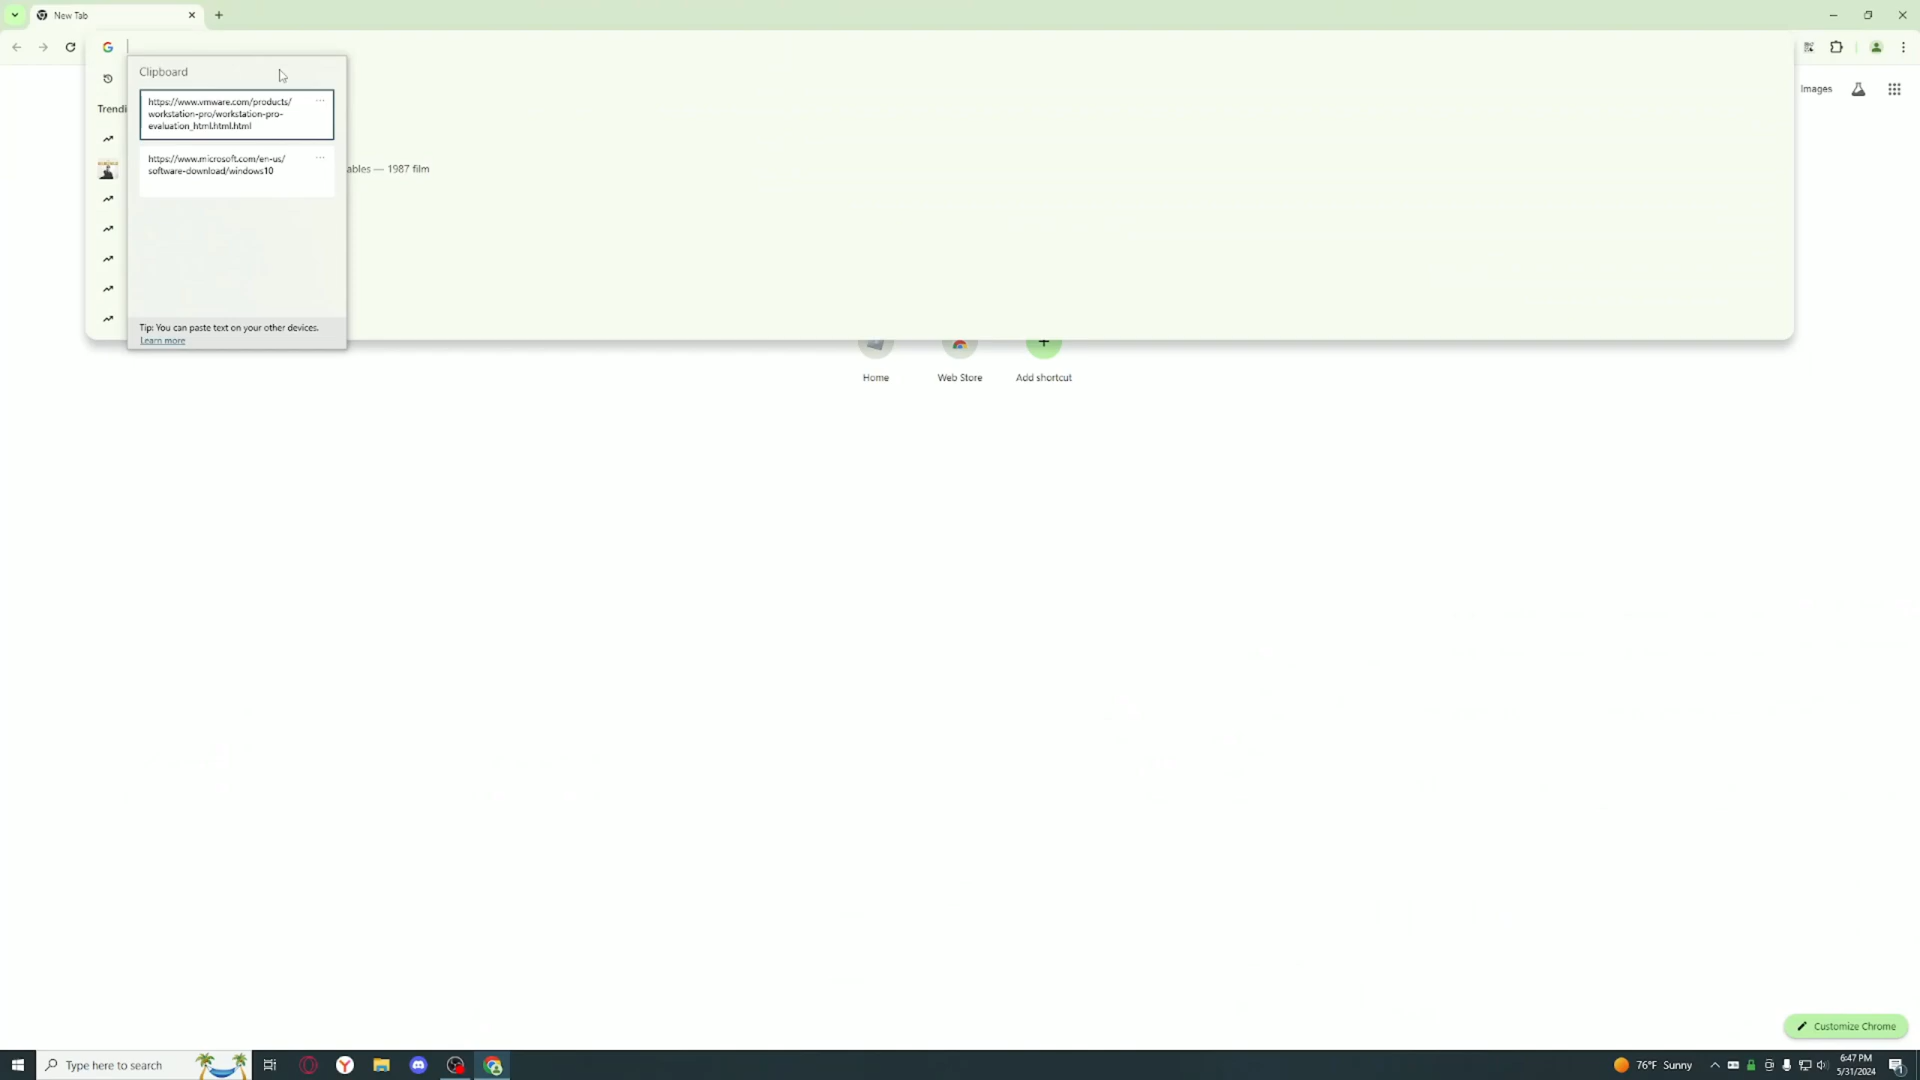 New Tab
Clipboard
https://www.vmware.com/products/
workstation-pro/workstation-pro-
evaluation_html.html.html
Trendi
https://www.microsoft.com/en-us/
software-download/windows10
ables — 1987 film
Tip: You can paste text on your other devices.
Learn more
Images
Home
Web Store
Add shortcut
Customize Chrome
Type here to search
76°F Sunny
6:47 PM
5/31/2024